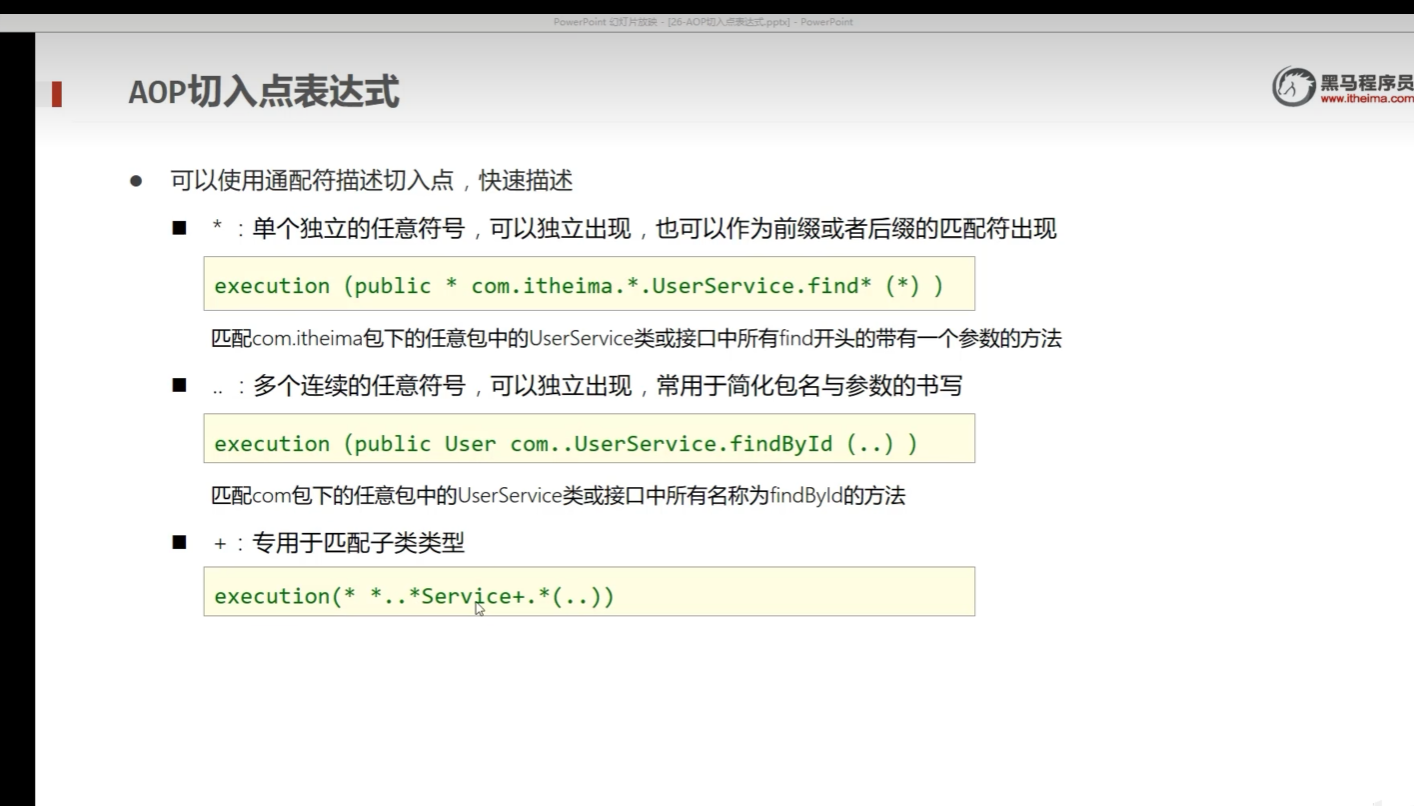 PowerPoint 幻灯片放映 - [26-AOP切入点表达式.pptx] - PowerPoint
AOP切入点表达式
黑马程序员
www.itheima.com
● 可以使用通配符描述切入点，快速描述
■ * ：单个独立的任意符号，可以独立出现，也可以作为前缀或者后缀的匹配符出现
execution (public * com.itheima.*.UserService.find* (*) )
匹配com.itheima包下的任意包中的UserService类或接口中所有find开头的带有一个参数的方法
■ .. ：多个连续的任意符号，可以独立出现，常用于简化包名与参数的书写
execution (public User com..UserService.findById (..) )
匹配com包下的任意包中的UserService类或接口中所有名称为findById的方法
■ + ：专用于匹配子类类型
execution(* *..*Service+.*(..))